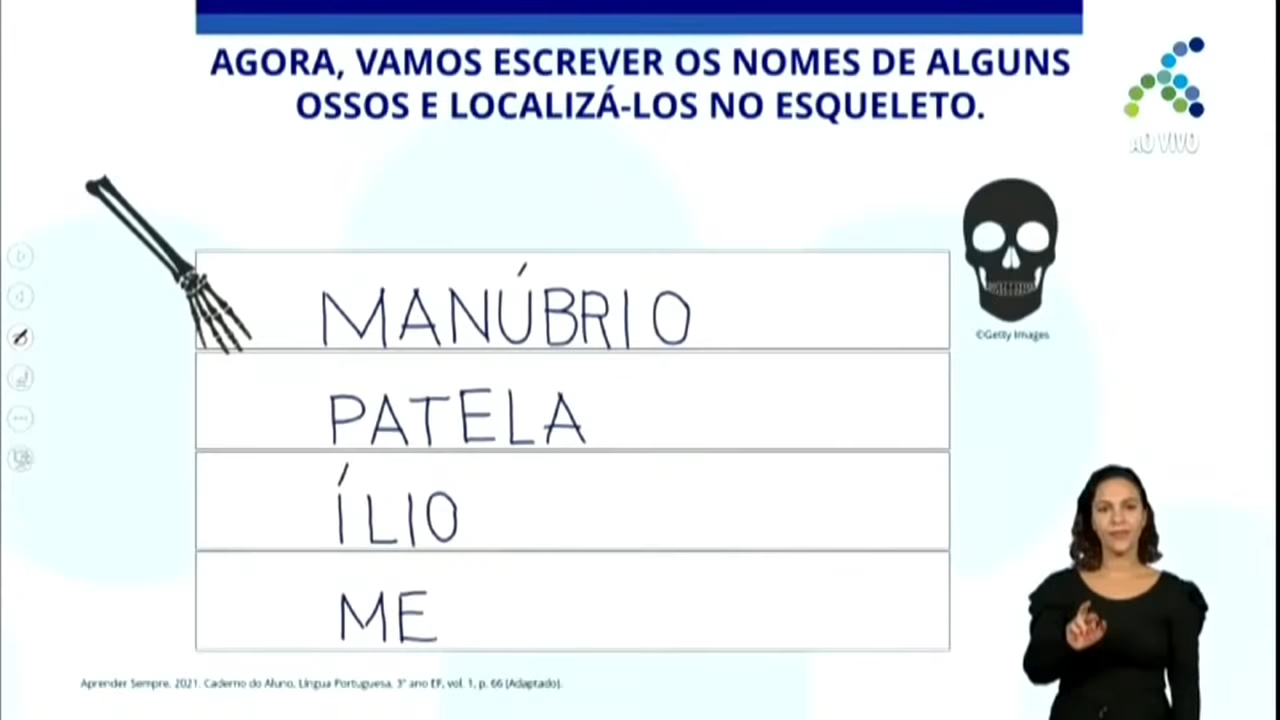 AGORA, VAMOS ESCREVER OS NOMES DE ALGUNS
OSSOS E LOCALIZÁ-LOS NO ESQUELETO.
AO VIVO
©Getty Images
MANÚBRIO
PATELA
ÍLIO
ME
Aprender Sempre, 2021. Caderno do Aluno, Língua Portuguesa, 3º ano EF, vol. 1, p. 66 (Adaptado).